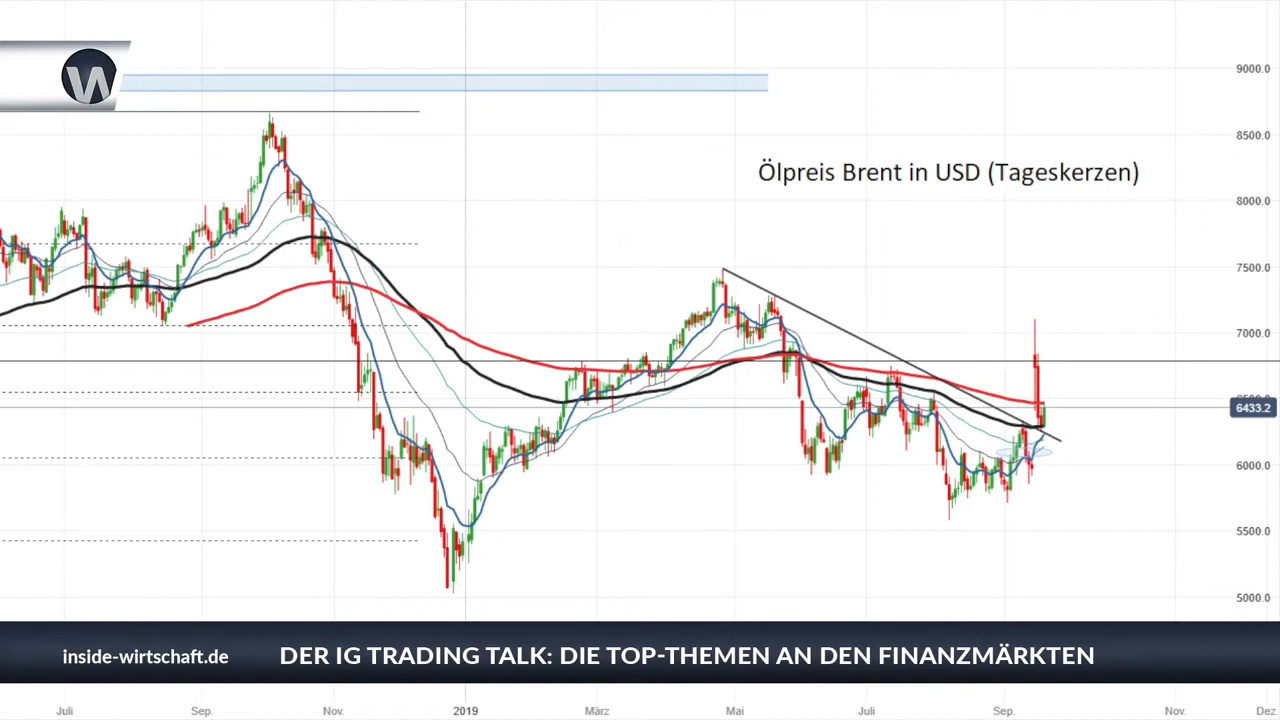 W
9000.0
8500.0
Ölpreis Brent in USD (Tageskerzen)
8000.0
7500.0
7000.0
6433.2
6000.0
5500.0
5000.0
inside-wirtschaft.de
DER IG TRADING TALK: DIE TOP-THEMEN AN DEN FINANZMÄRKTEN
Juli Sep. Nov. 2019 März Mai Juli Sep. Nov. Dez.